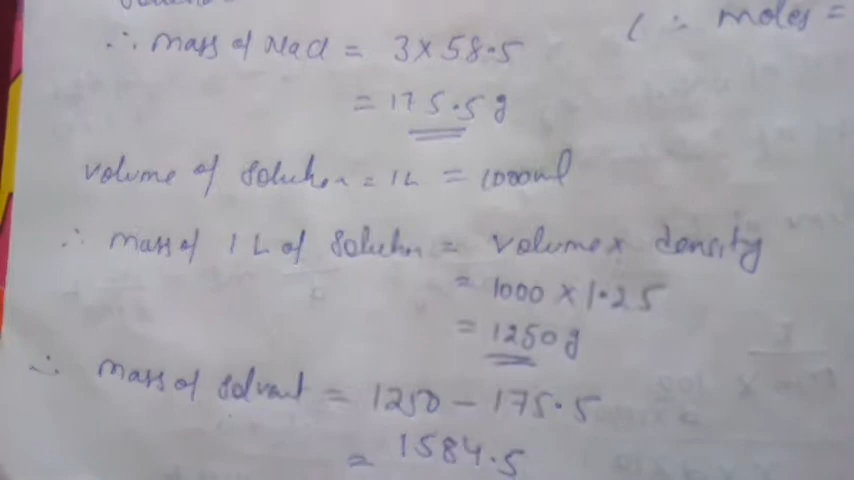 ( ∴ moles =
∴ mass of NaCl = 3 × 58.5
= 175.5 g
volume of solution = 1L = 1000ml
∴ mass of 1 L of solution = volume × density
= 1000 × 1.25
= 1250 g
∴ mass of solvent = 1250 - 175.5
= 1584.5